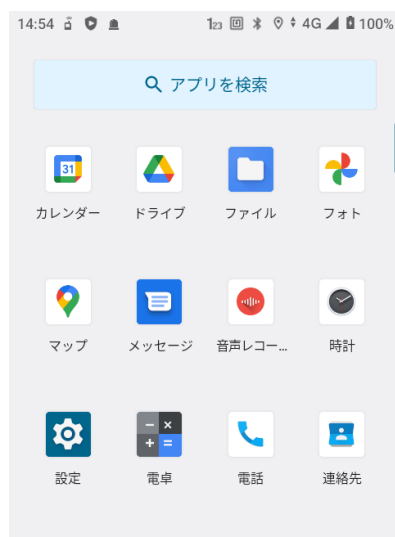 14:54 123 4G 100%
アプリを検索
31
カレンダー ドライブ ファイル フォト
マップ メッセージ 音声レコー... 時計
設定 電卓 電話 連絡先